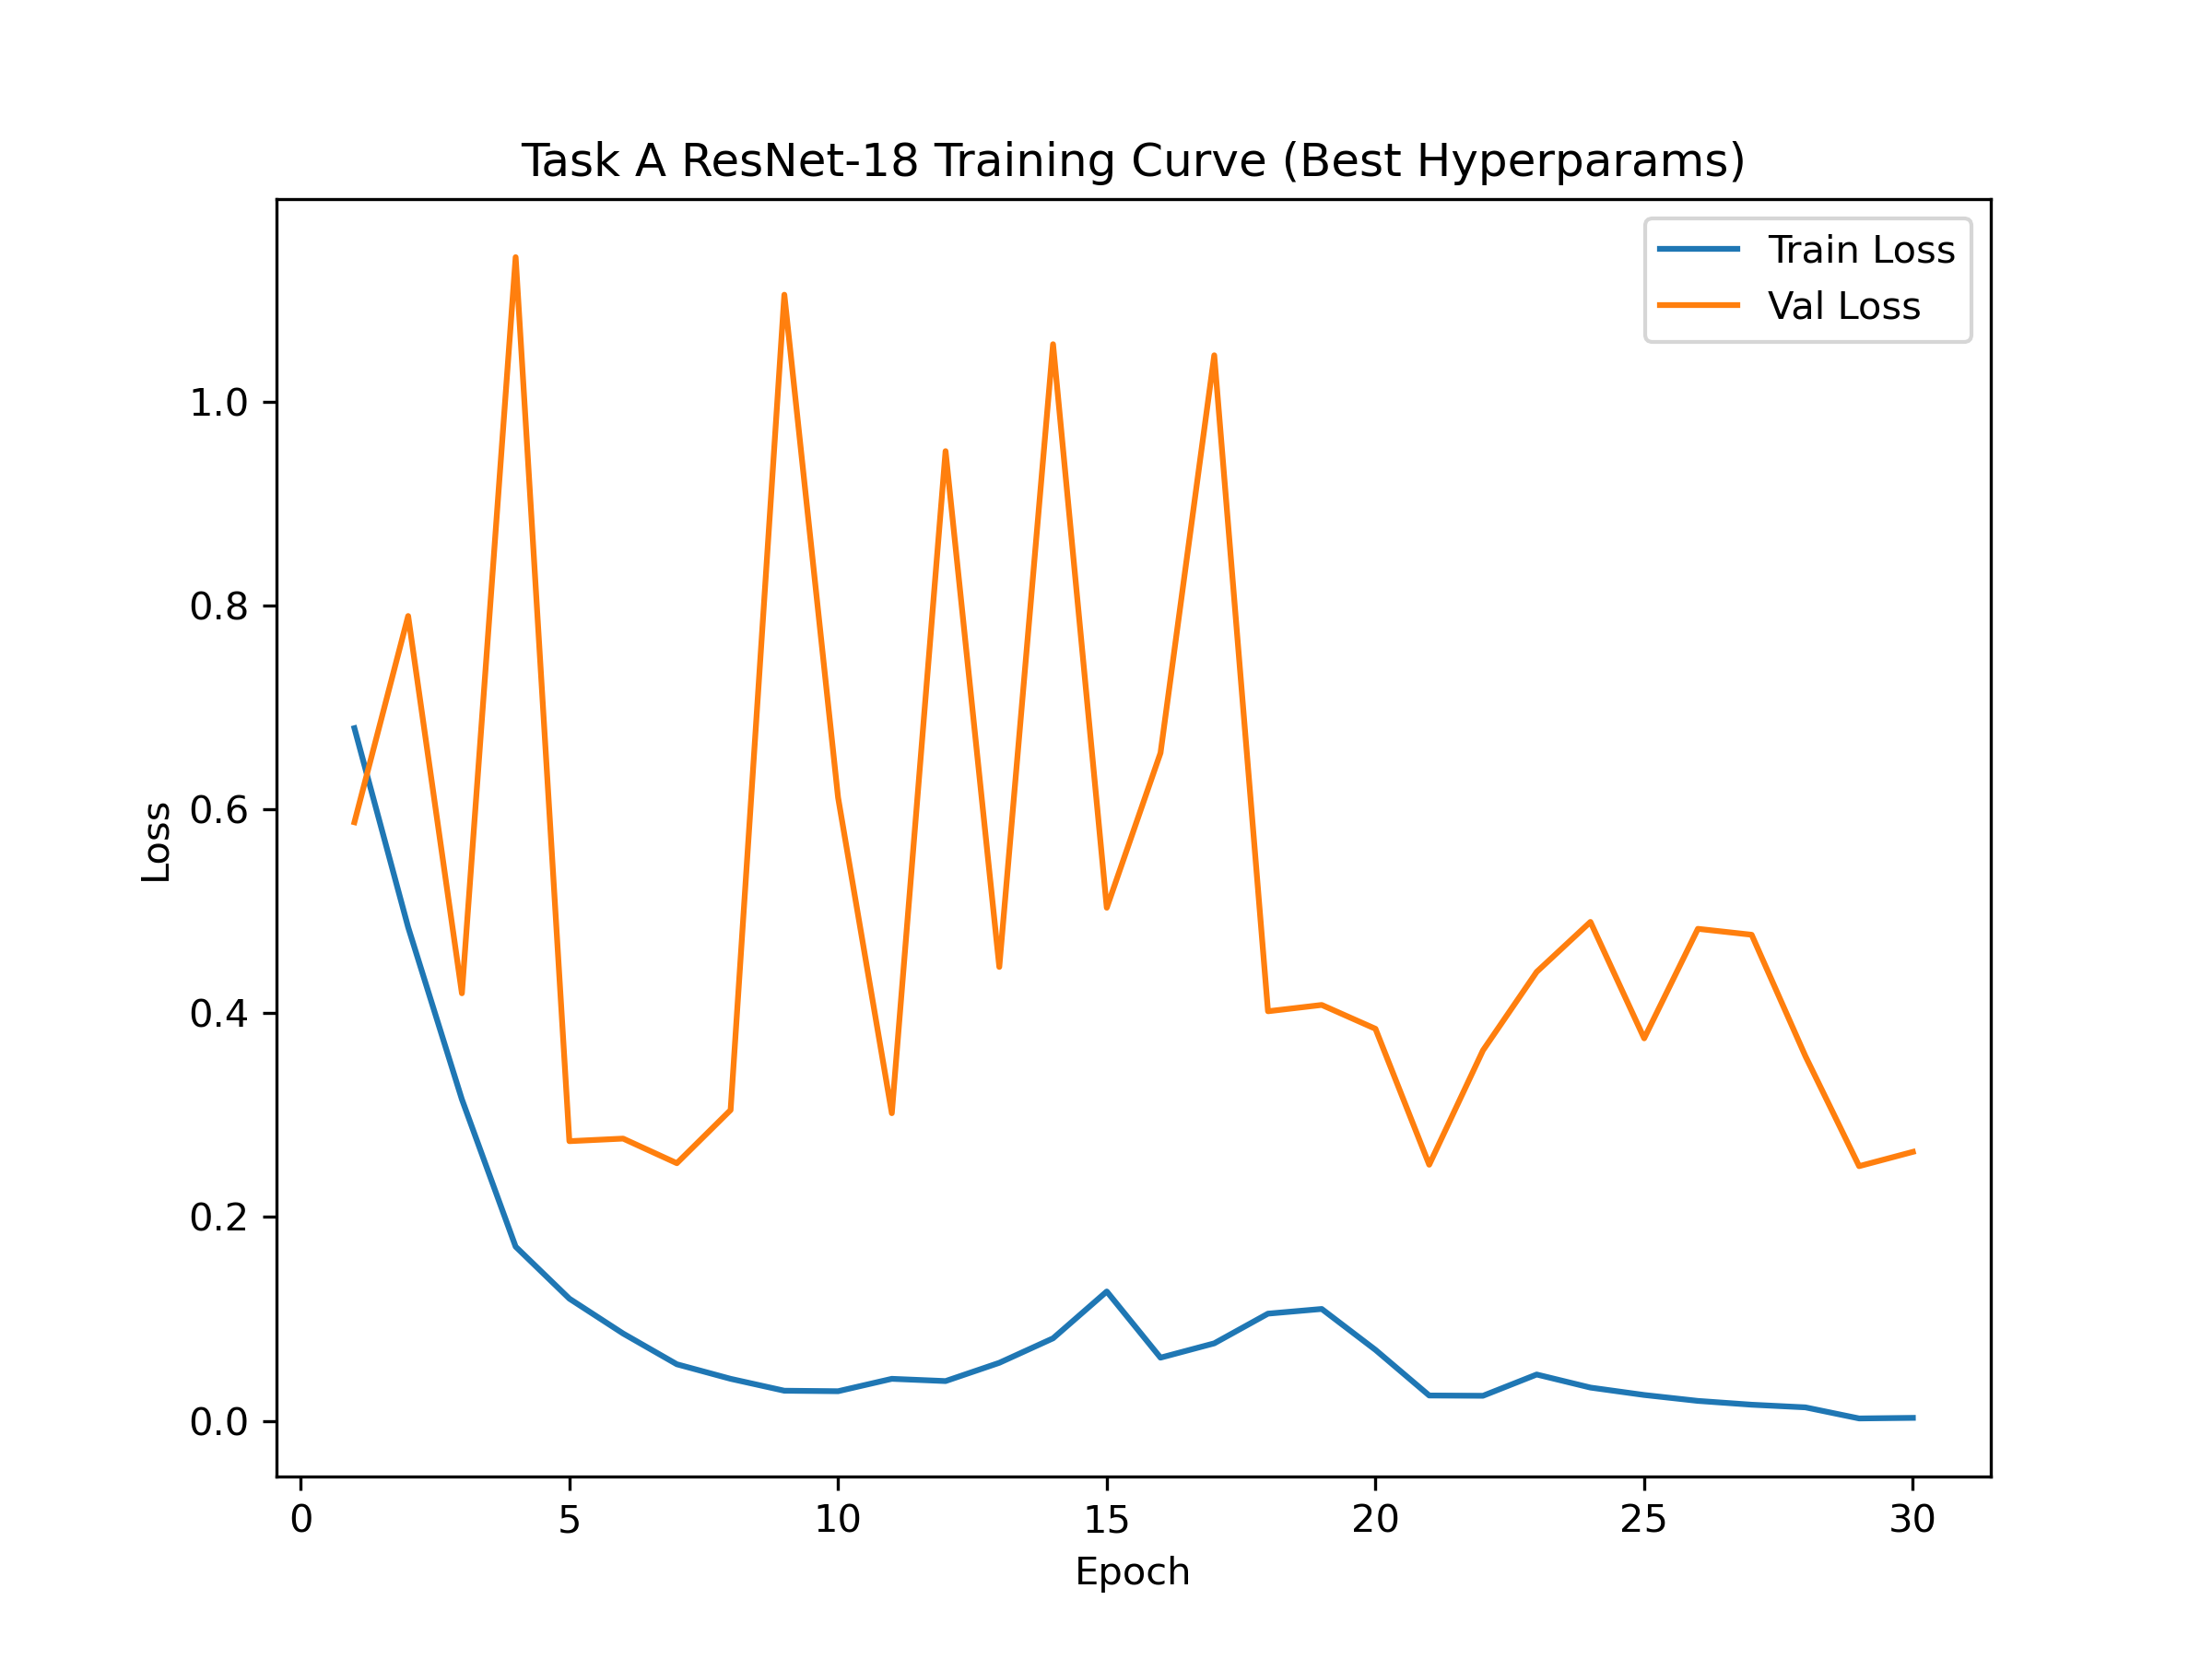 Task A ResNet-18 Training Curve (Best Hyperparams)
Train Loss
Val Loss
1.0
0.8
0.6
0.4
0.2
0.0
Loss
0 5 10 15 20 25 30
Epoch